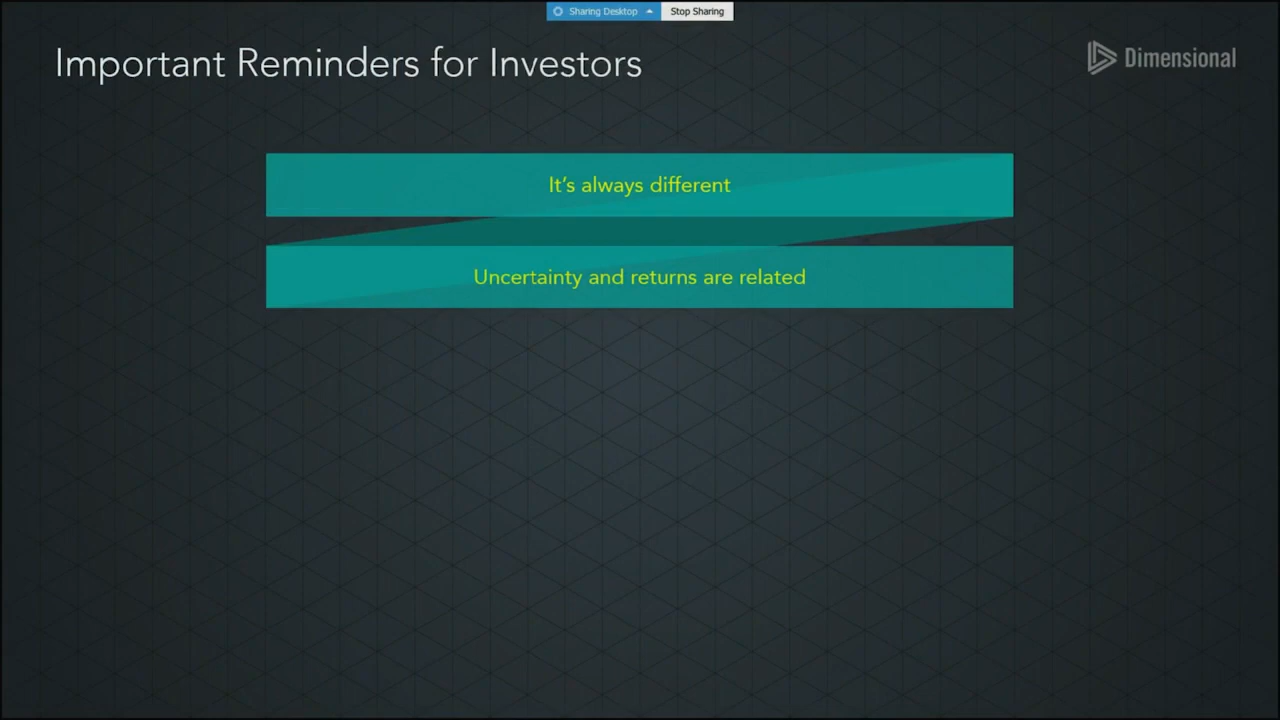 Sharing Desktop
Stop Sharing
Important Reminders for Investors
Dimensional
It's always different
Uncertainty and returns are related